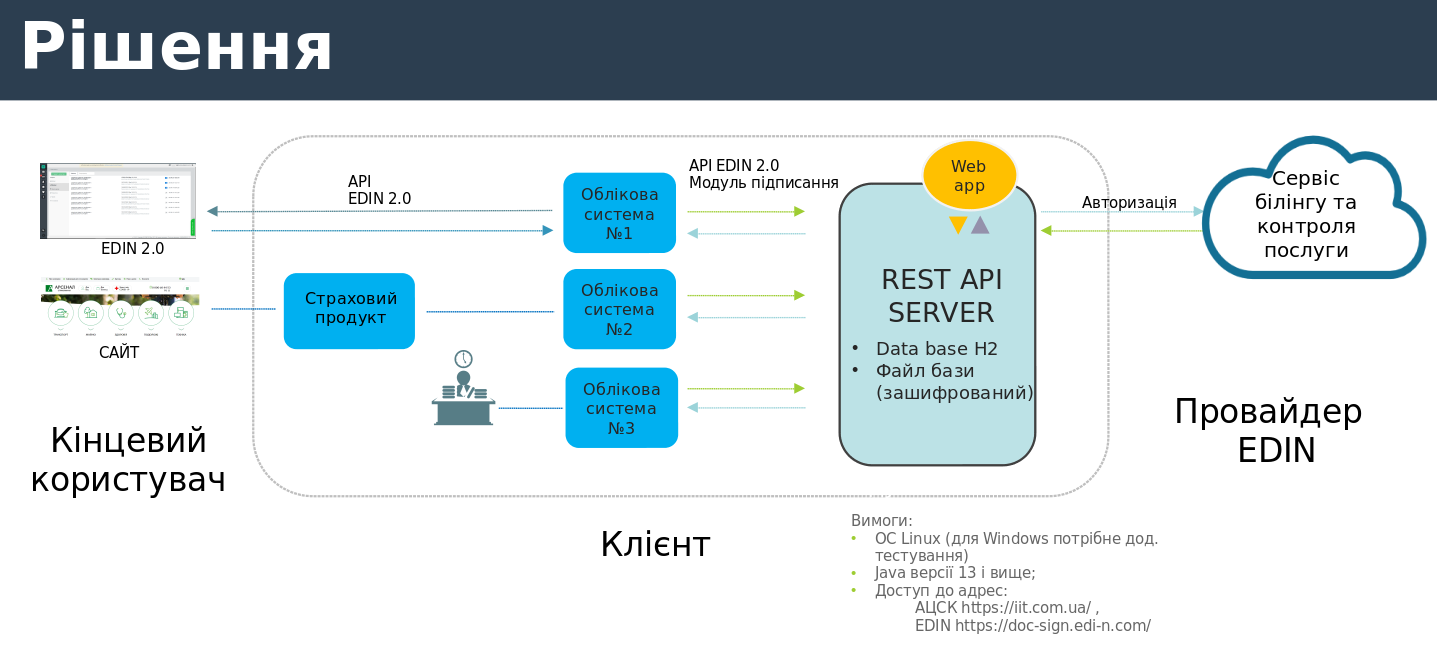 Рішення
API
EDIN 2.0
API EDIN 2.0
Модуль підписання
Web
app
Облікова
система
№1
EDIN 2.0
Авторизація
Сервіс
білінгу та
контроля
послуги
АРСЕНАЛ
САЙТ
Страховий
продукт
Облікова
система
№2
Облікова
система
№3
REST API
SERVER
• Data base H2
• Файл бази
(зашифрований)
Кінцевий
користувач
Клієнт
Провайдер
EDIN
Вимоги:
• ОС Linux (для Windows потрібне дод.
тестування)
• Java версії 13 і вище;
• Доступ до адрес:
АЦСК https://iit.com.ua/ ,
EDIN https://doc-sign.edi-n.com/